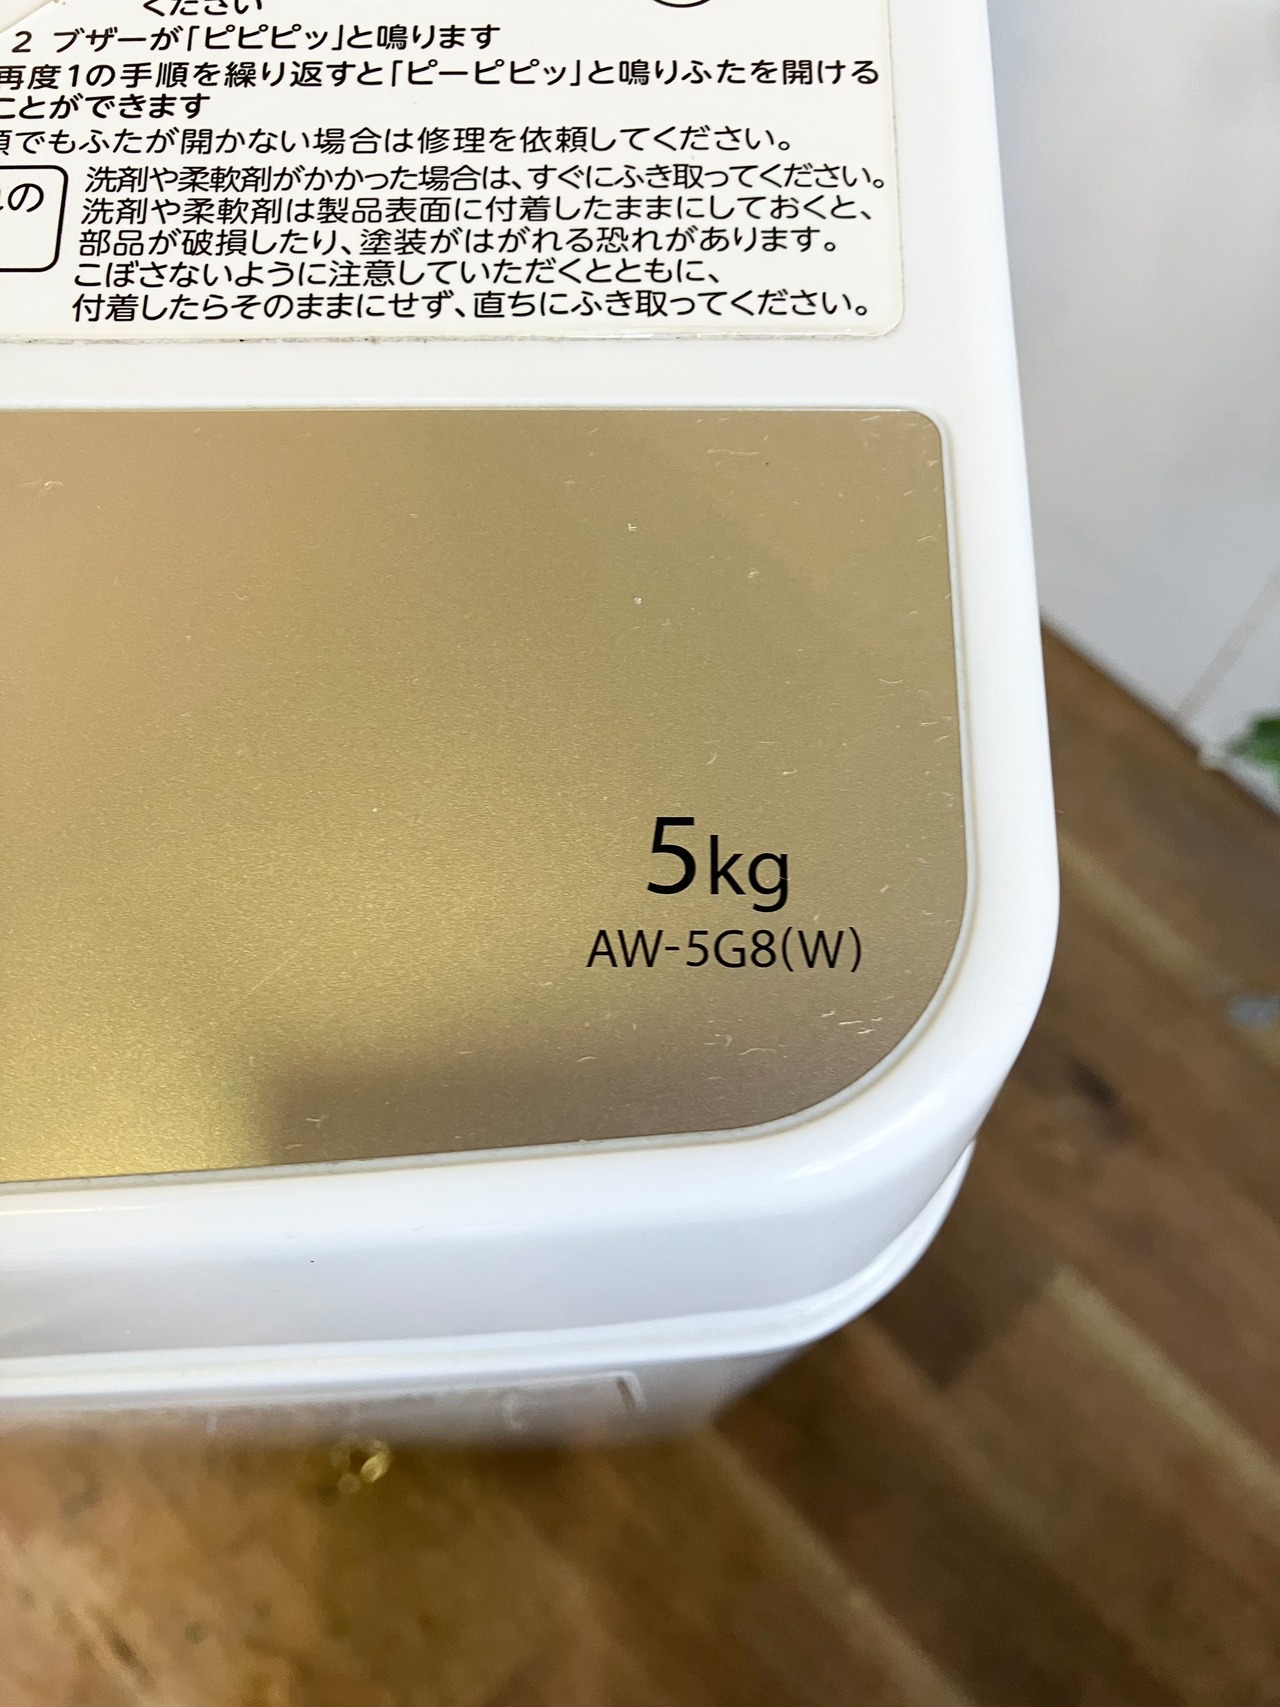 ください
2 ブザーが「ピピピッ」と鳴ります
再度1の手順を繰り返すと「ピーピピッ」と鳴りふたを開ける
ことができます
順でもふたが開かない場合は修理を依頼してください。
の
洗剤や柔軟剤がかかった場合は、すぐにふき取ってください。
洗剤や柔軟剤は製品表面に付着したままにしておくと、
部品が破損したり、塗装がはがれる恐れがあります。
こぼさないように注意していただくとともに、
付着したらそのままにせず、直ちにふき取ってください。
5kg
AW-5G8(W)